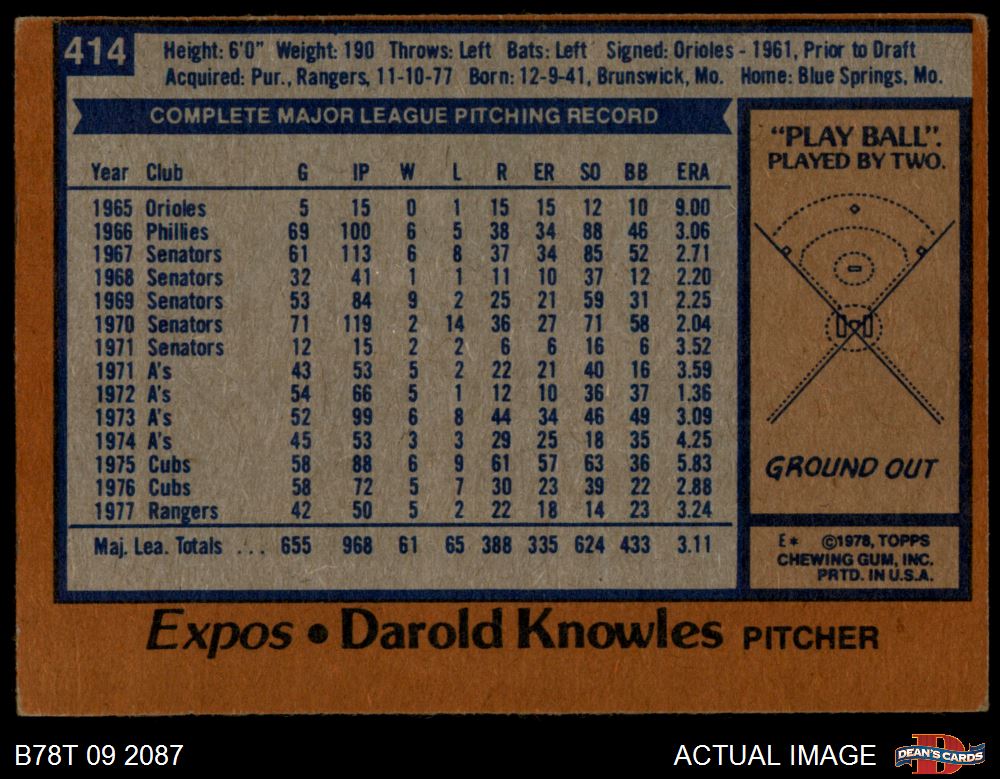 414
Height: 6'0" Weight: 190 Throws: Left Bats: Left Signed: Orioles - 1961, Prior to Draft
Acquired: Pur., Rangers, 11-10-77 Born: 12-9-41, Brunswick, Mo. Home: Blue Springs, Mo.
COMPLETE MAJOR LEAGUE PITCHING RECORD
Year Club G IP W L R ER SO BB ERA
1965 Orioles 5 15 0 1 15 15 12 10 9.00
1966 Phillies 69 100 6 5 38 34 88 46 3.06
1967 Senators 61 113 6 8 37 34 85 52 2.71
1968 Senators 32 41 1 1 11 10 37 12 2.20
1969 Senators 53 84 9 2 25 21 59 31 2.25
1970 Senators 71 119 2 14 36 27 71 58 2.04
1971 Senators 12 15 2 2 6 6 16 6 3.52
1971 A's 43 53 5 2 22 21 40 16 3.59
1972 A's 54 66 5 1 12 10 36 37 1.36
1973 A's 52 99 6 8 44 34 46 49 3.09
1974 A's 45 53 3 3 29 25 18 35 4.25
1975 Cubs 58 88 6 9 61 57 63 36 5.83
1976 Cubs 58 72 5 7 30 23 39 22 2.88
1977 Rangers 42 50 5 2 22 18 14 23 3.24
Maj. Lea. Totals ... 655 968 61 65 388 335 624 433 3.11
"PLAY BALL".
PLAYED BY TWO.
GROUND OUT
E* ©1978, TOPPS
CHEWING GUM, INC.
PRTD. IN U.S.A.
Expos • Darold Knowles PITCHER
B78T 09 2087
ACTUAL IMAGE
DEAN'S CARDS